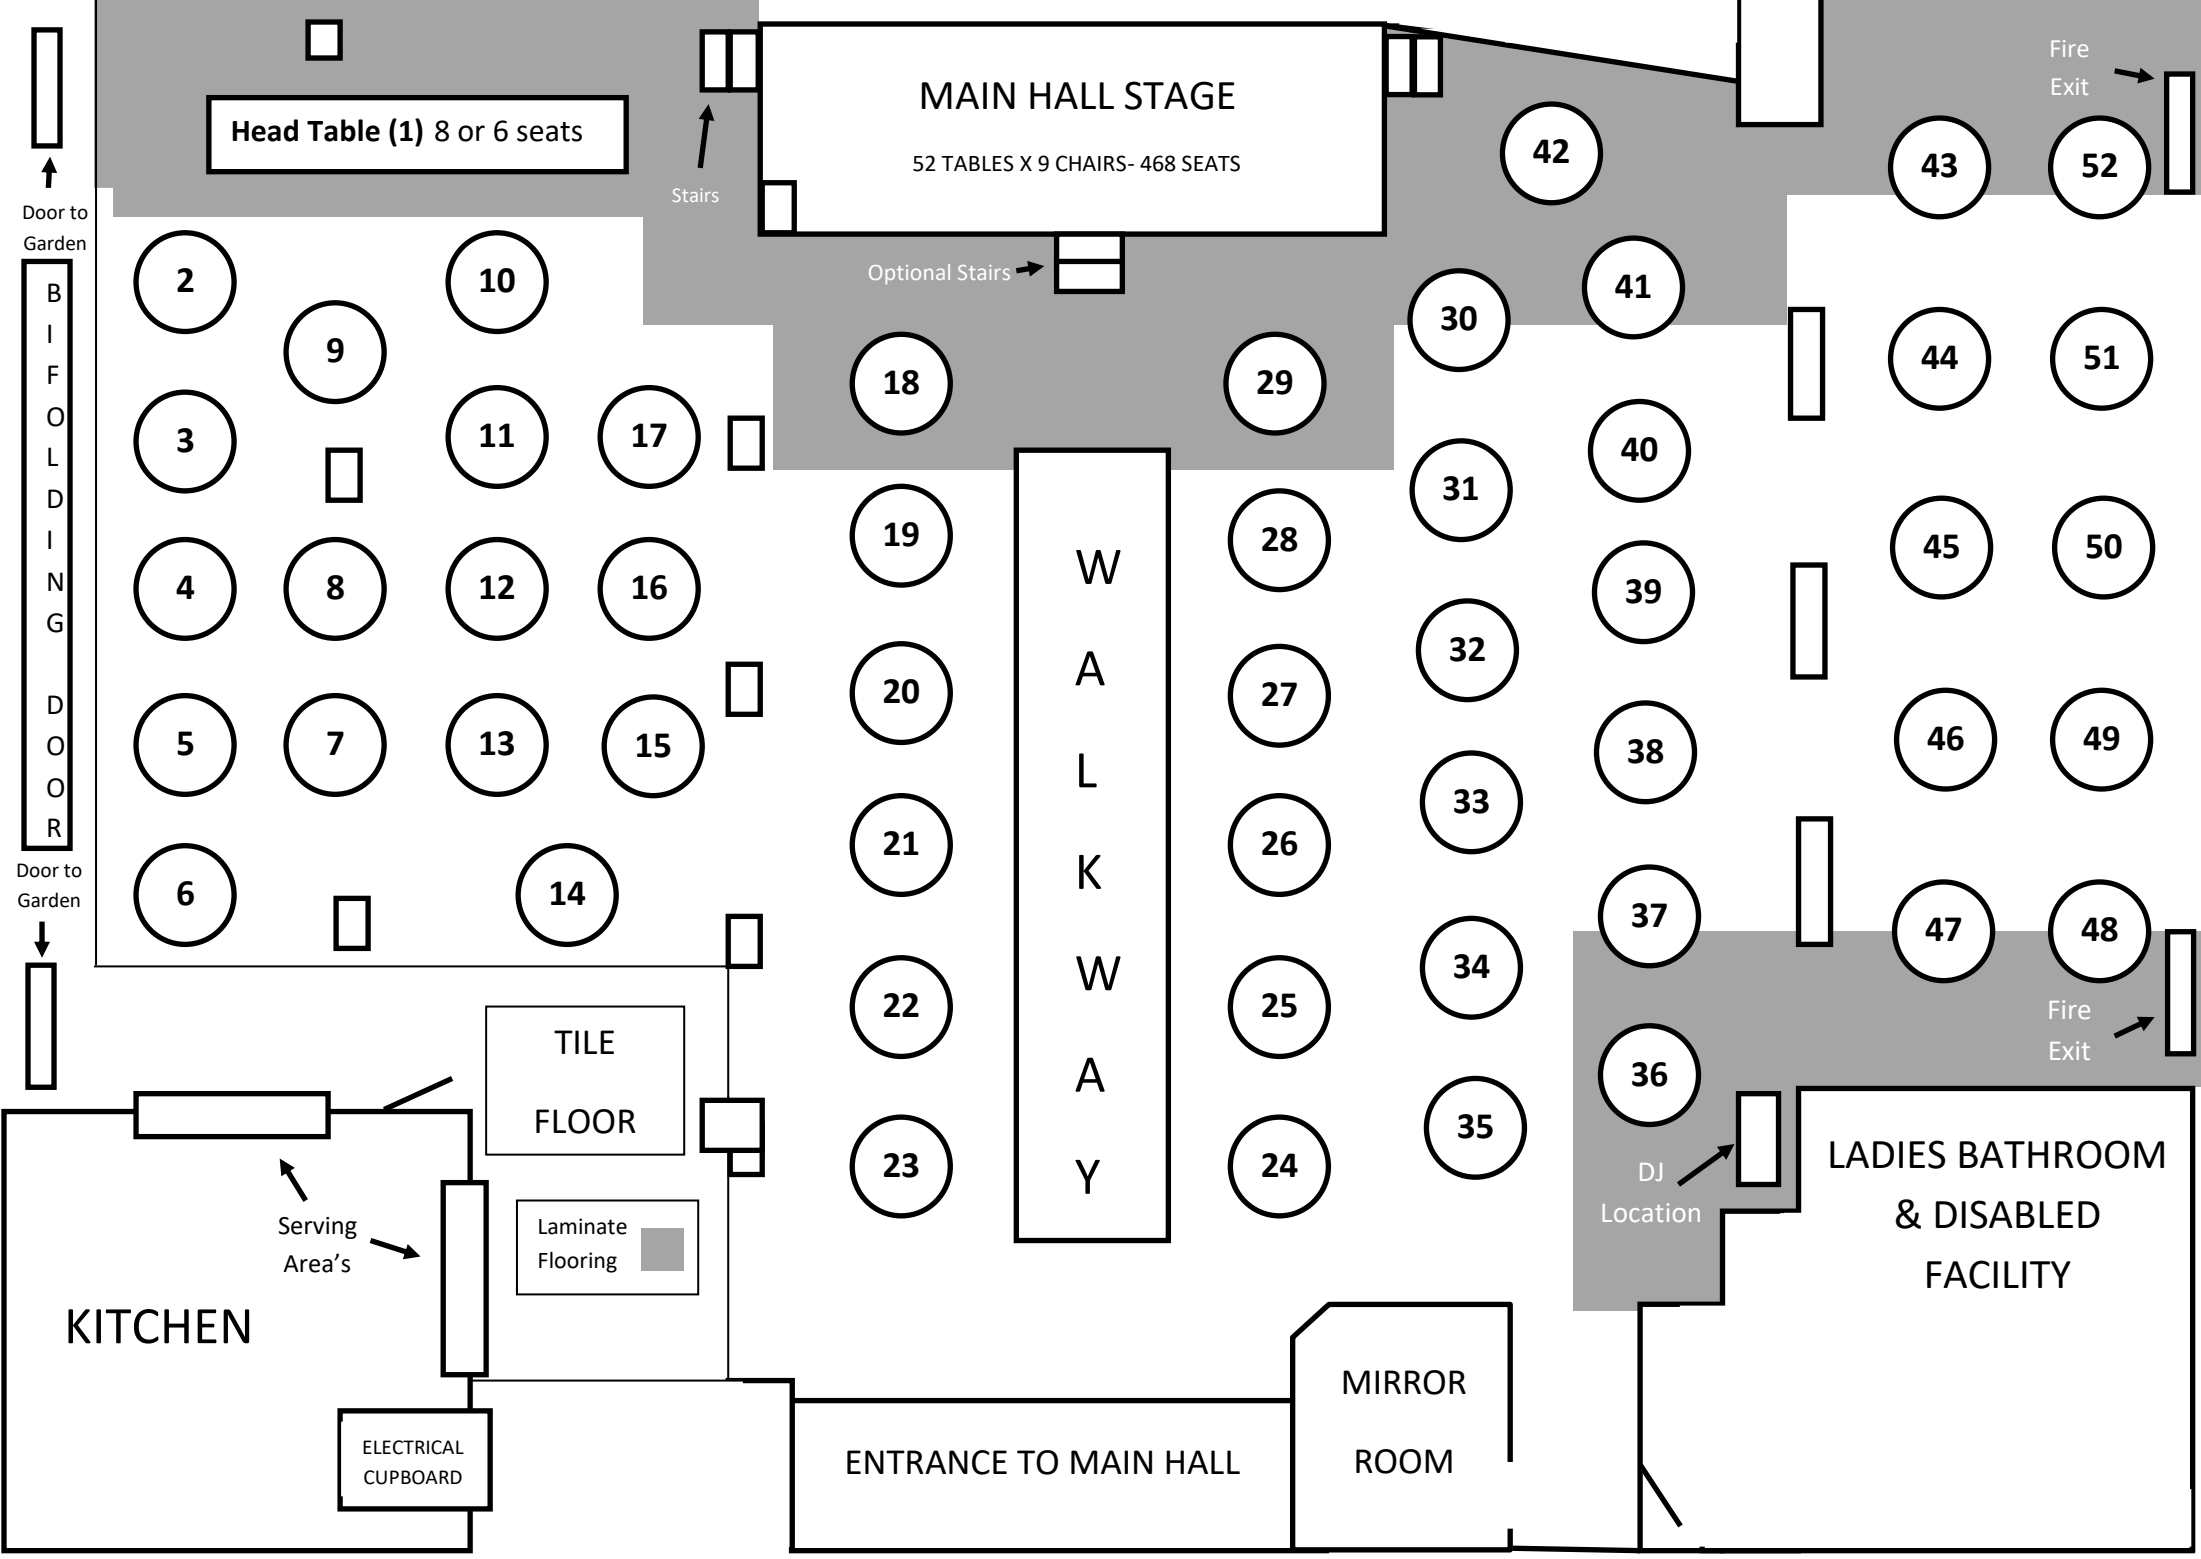 Fire
Exit
MAIN HALL STAGE
52 TABLES X 9 CHAIRS- 468 SEATS
Head Table (1) 8 or 6 seats
Stairs
42
43
52
Door to
Garden
2
10
Optional Stairs
41
30
B
I
F
O
L
D
I
N
G
D
O
O
R
9
18
29
44
51
3
11
17
40
31
19
28
45
50
4
8
12
16
39
32
W
A
L
K
W
A
Y
20
27
5
7
13
15
38
46
49
33
21
26
Door to
Garden
6
14
37
47
48
34
22
25
Fire
Exit
TILE
FLOOR
36
35
23
24
DJ
Location
LADIES BATHROOM
& DISABLED
FACILITY
Serving
Area's
Laminate
Flooring
KITCHEN
MIRROR
ROOM
ELECTRICAL
CUPBOARD
ENTRANCE TO MAIN HALL